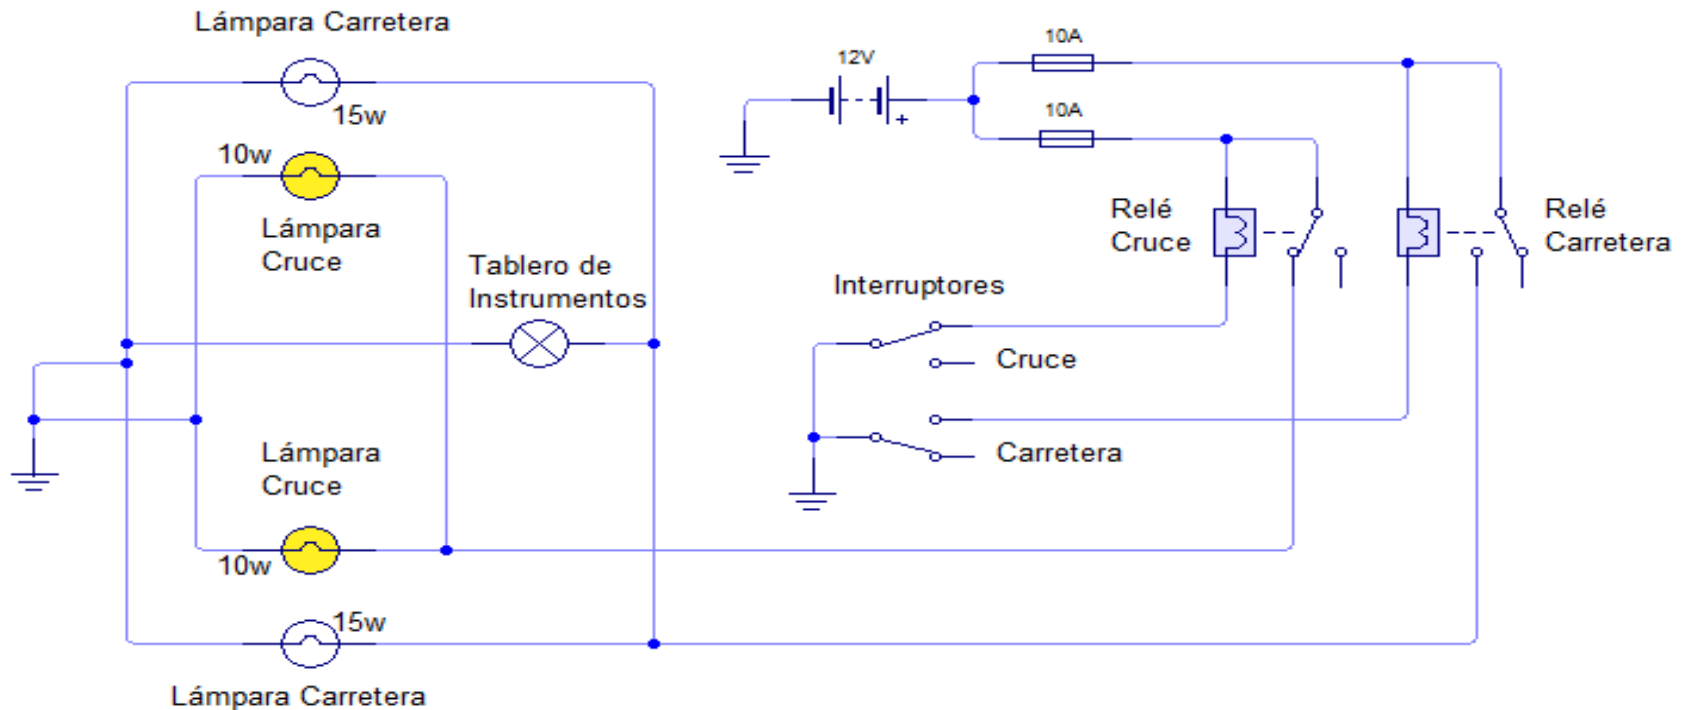 Lámpara Carretera
15w
10w
Lámpara
Cruce
Tablero de
Instrumentos
Lámpara
Cruce
10w
15w
Lámpara Carretera
12V
+
10A
10A
Relé
Cruce
Relé
Carretera
Interruptores
Cruce
Carretera